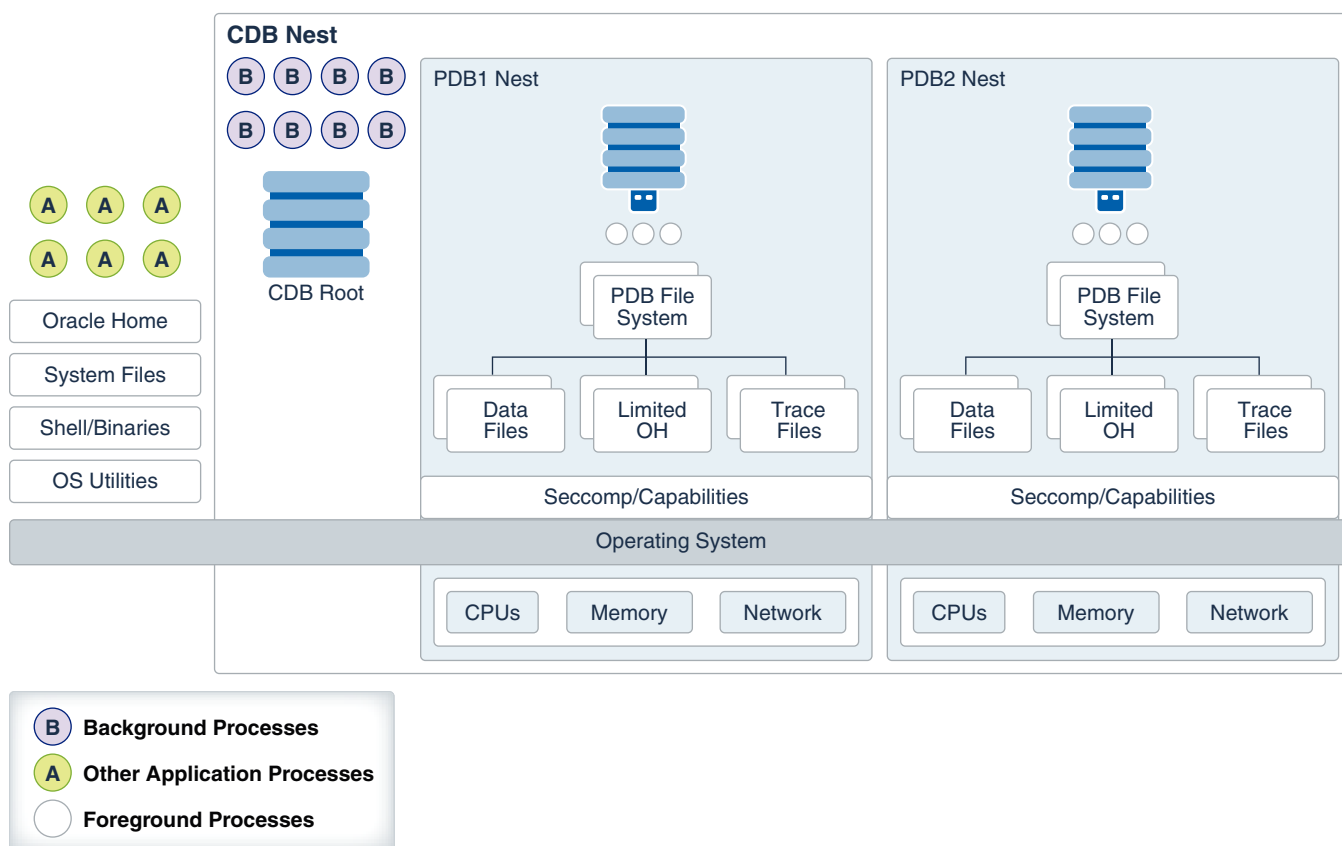 CDB Nest
B B B B
B B B B
CDB Root
A A A
A A A
Oracle Home
System Files
Shell/Binaries
OS Utilities
PDB1 Nest
PDB File
System
Data
Files
Limited
OH
Trace
Files
Seccomp/Capabilities
PDB2 Nest
PDB File
System
Data
Files
Limited
OH
Trace
Files
Seccomp/Capabilities
Operating System
CPUs
Memory
Network
CPUs
Memory
Network
B Background Processes
A Other Application Processes
Foreground Processes